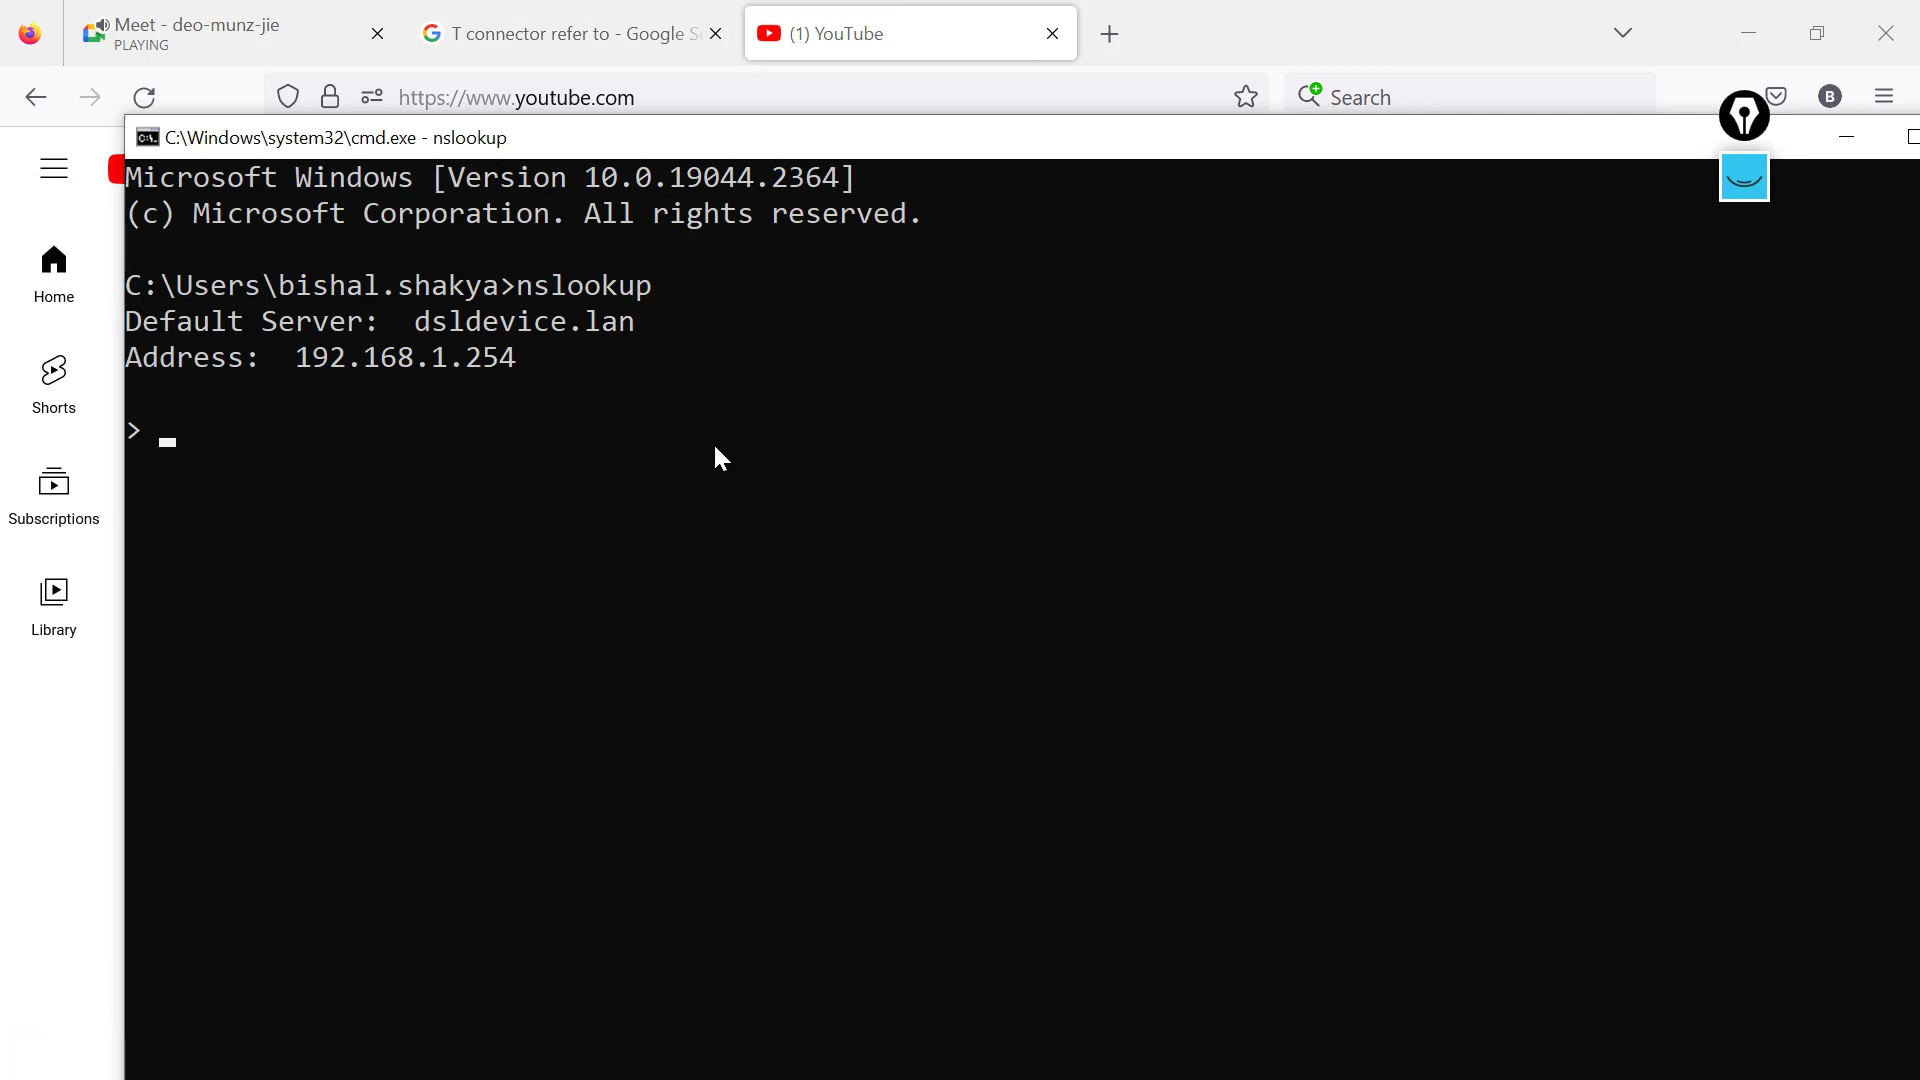 Meet - deo-munz-jie
PLAYING
T connector refer to - Google
(1) YouTube
https://www.youtube.com
Search
B
C:\Windows\system32\cmd.exe - nslookup
Microsoft Windows [Version 10.0.19044.2364]
(c) Microsoft Corporation. All rights reserved.
C:\Users\bishal.shakya>nslookup
Default Server:  dsldevice.lan
Address:  192.168.1.254
>
Home
Shorts
Subscriptions
Library